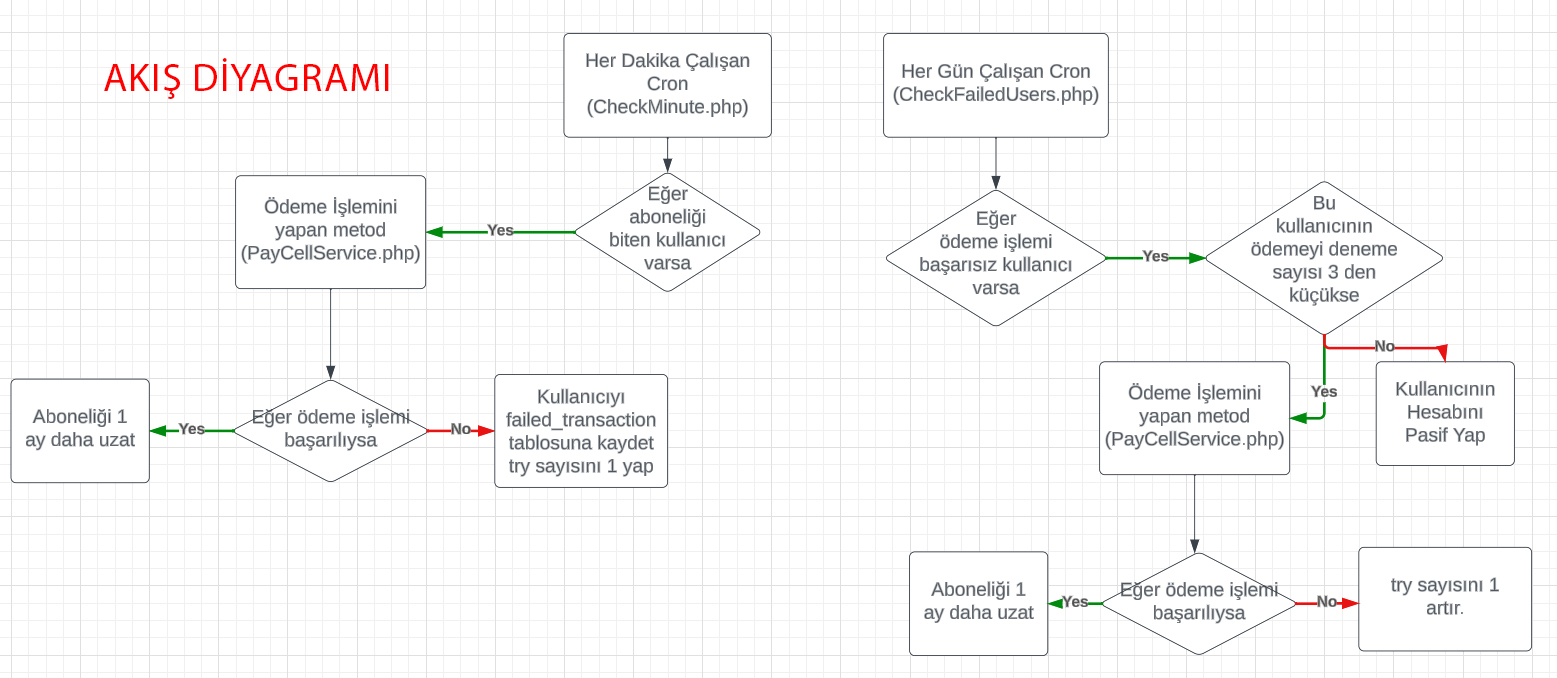 AKIŞ DİYAGRAMI
Her Dakika Çalışan
Cron
(CheckMinute.php)
Eğer
aboneliği
biten kullanıcı
varsa
Yes
Ödeme İşlemini
yapan metod
(PayCellService.php)
Eğer ödeme işlemi
başarılıysa
Yes
Aboneliği 1
ay daha uzat
No
Kullanıcıyı
failed_transaction
tablosuna kaydet
try sayısını 1 yap
Her Gün Çalışan Cron
(CheckFailedUsers.php)
Eğer
ödeme işlemi
başarısız kullanıcı
varsa
Yes
Bu
kullanıcının
ödemeyi deneme
sayısı 3 den
küçükse
No
Kullanıcının
Hesabını
Pasif Yap
Yes
Ödeme İşlemini
yapan metod
(PayCellService.php)
Eğer ödeme işlemi
başarılıysa
Yes
Aboneliği 1
ay daha uzat
No
try sayısını 1
artır.